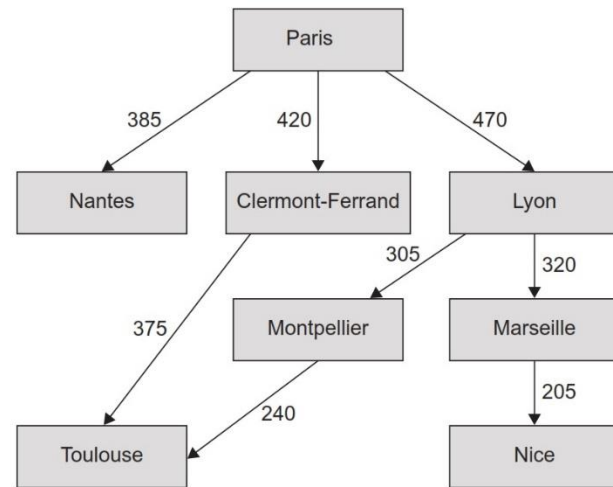 Paris
385
420
470
Nantes
Clermont-Ferrand
Lyon
305
320
375
Montpellier
Marseille
240
205
Toulouse
Nice